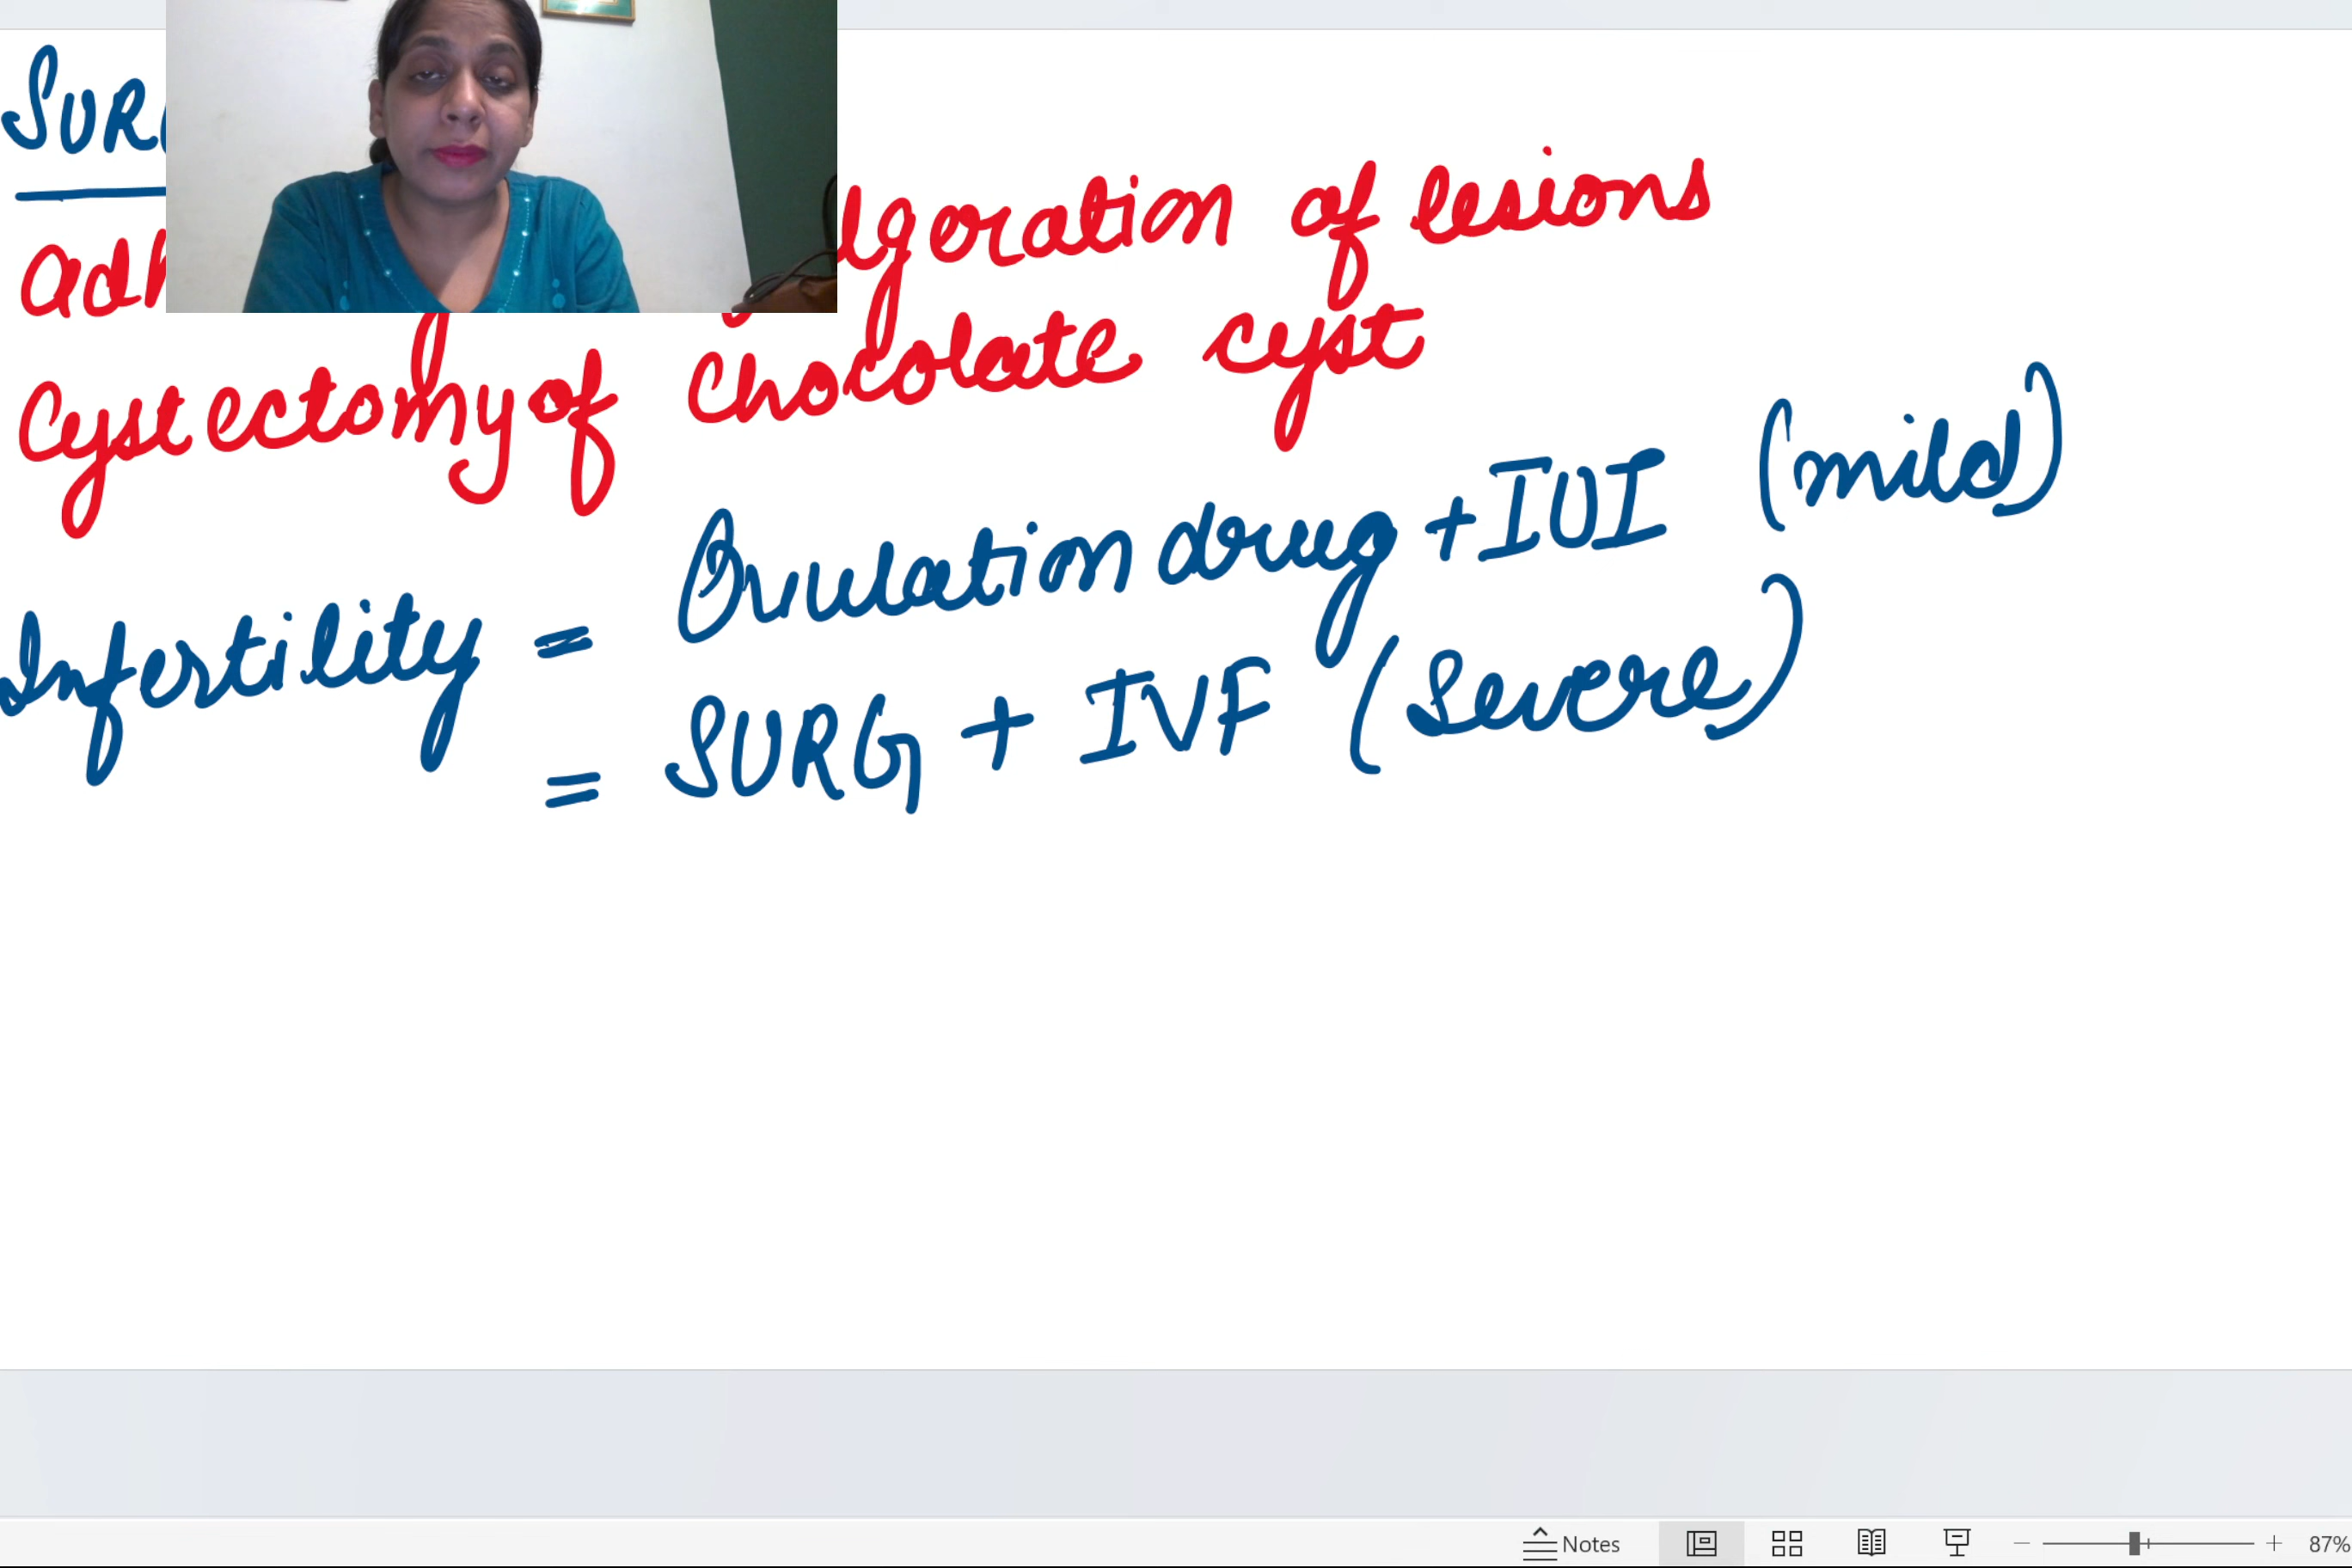 SUR
adh
lgoration of lesions
Cystectomy of chocolate cyst
Infertility = Ovulation drug + IUI (mild)
= SURG + IVF (Severe)
Notes
87%